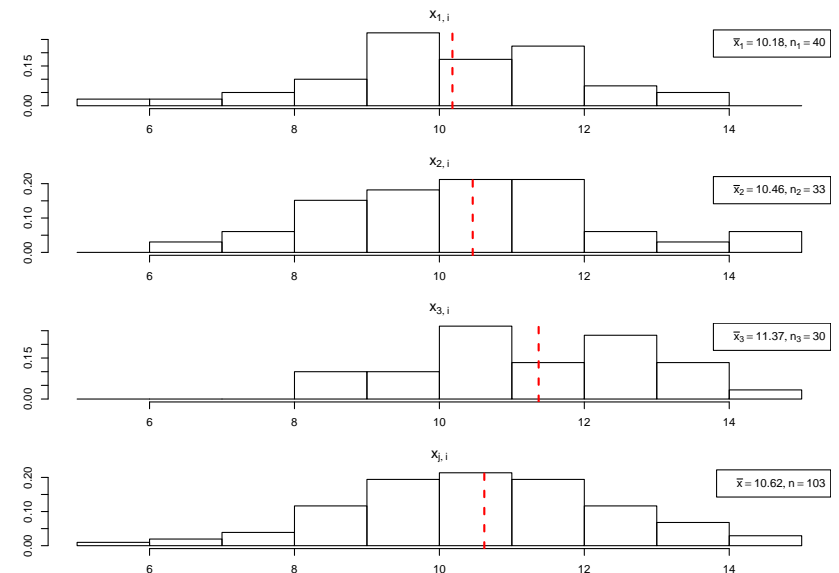 x₁, ᵢ
x̅₁ = 10.18, n₁ = 40
0.15
0.00
6 8 10 12 14
x₂, ᵢ
x̅₂ = 10.46, n₂ = 33
0.20
0.10
0.00
6 8 10 12 14
x₃, ᵢ
x̅₃ = 11.37, n₃ = 30
0.15
0.00
6 8 10 12 14
xⱼ, ᵢ
x̅ = 10.62, n = 103
0.20
0.10
0.00
6 8 10 12 14